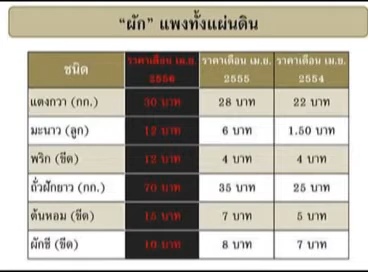 “ผัก” แพงทั้งแผ่นดิน
ชนิด ราคาเดือน เม.ย. 2556 ราคาเดือน เม.ย. 2555 ราคาเดือน เม.ย. 2554
แตงกวา (กก.) 30 บาท 28 บาท 22 บาท
มะนาว (ลูก) 12 บาท 6 บาท 1.50 บาท
พริก (ขีด) 12 บาท 4 บาท 4 บาท
ถั่วฝักยาว (กก.) 70 บาท 35 บาท 25 บาท
ต้นหอม (ขีด) 15 บาท 7 บาท 5 บาท
ผักชี (ขีด) 10 บาท 8 บาท 7 บาท